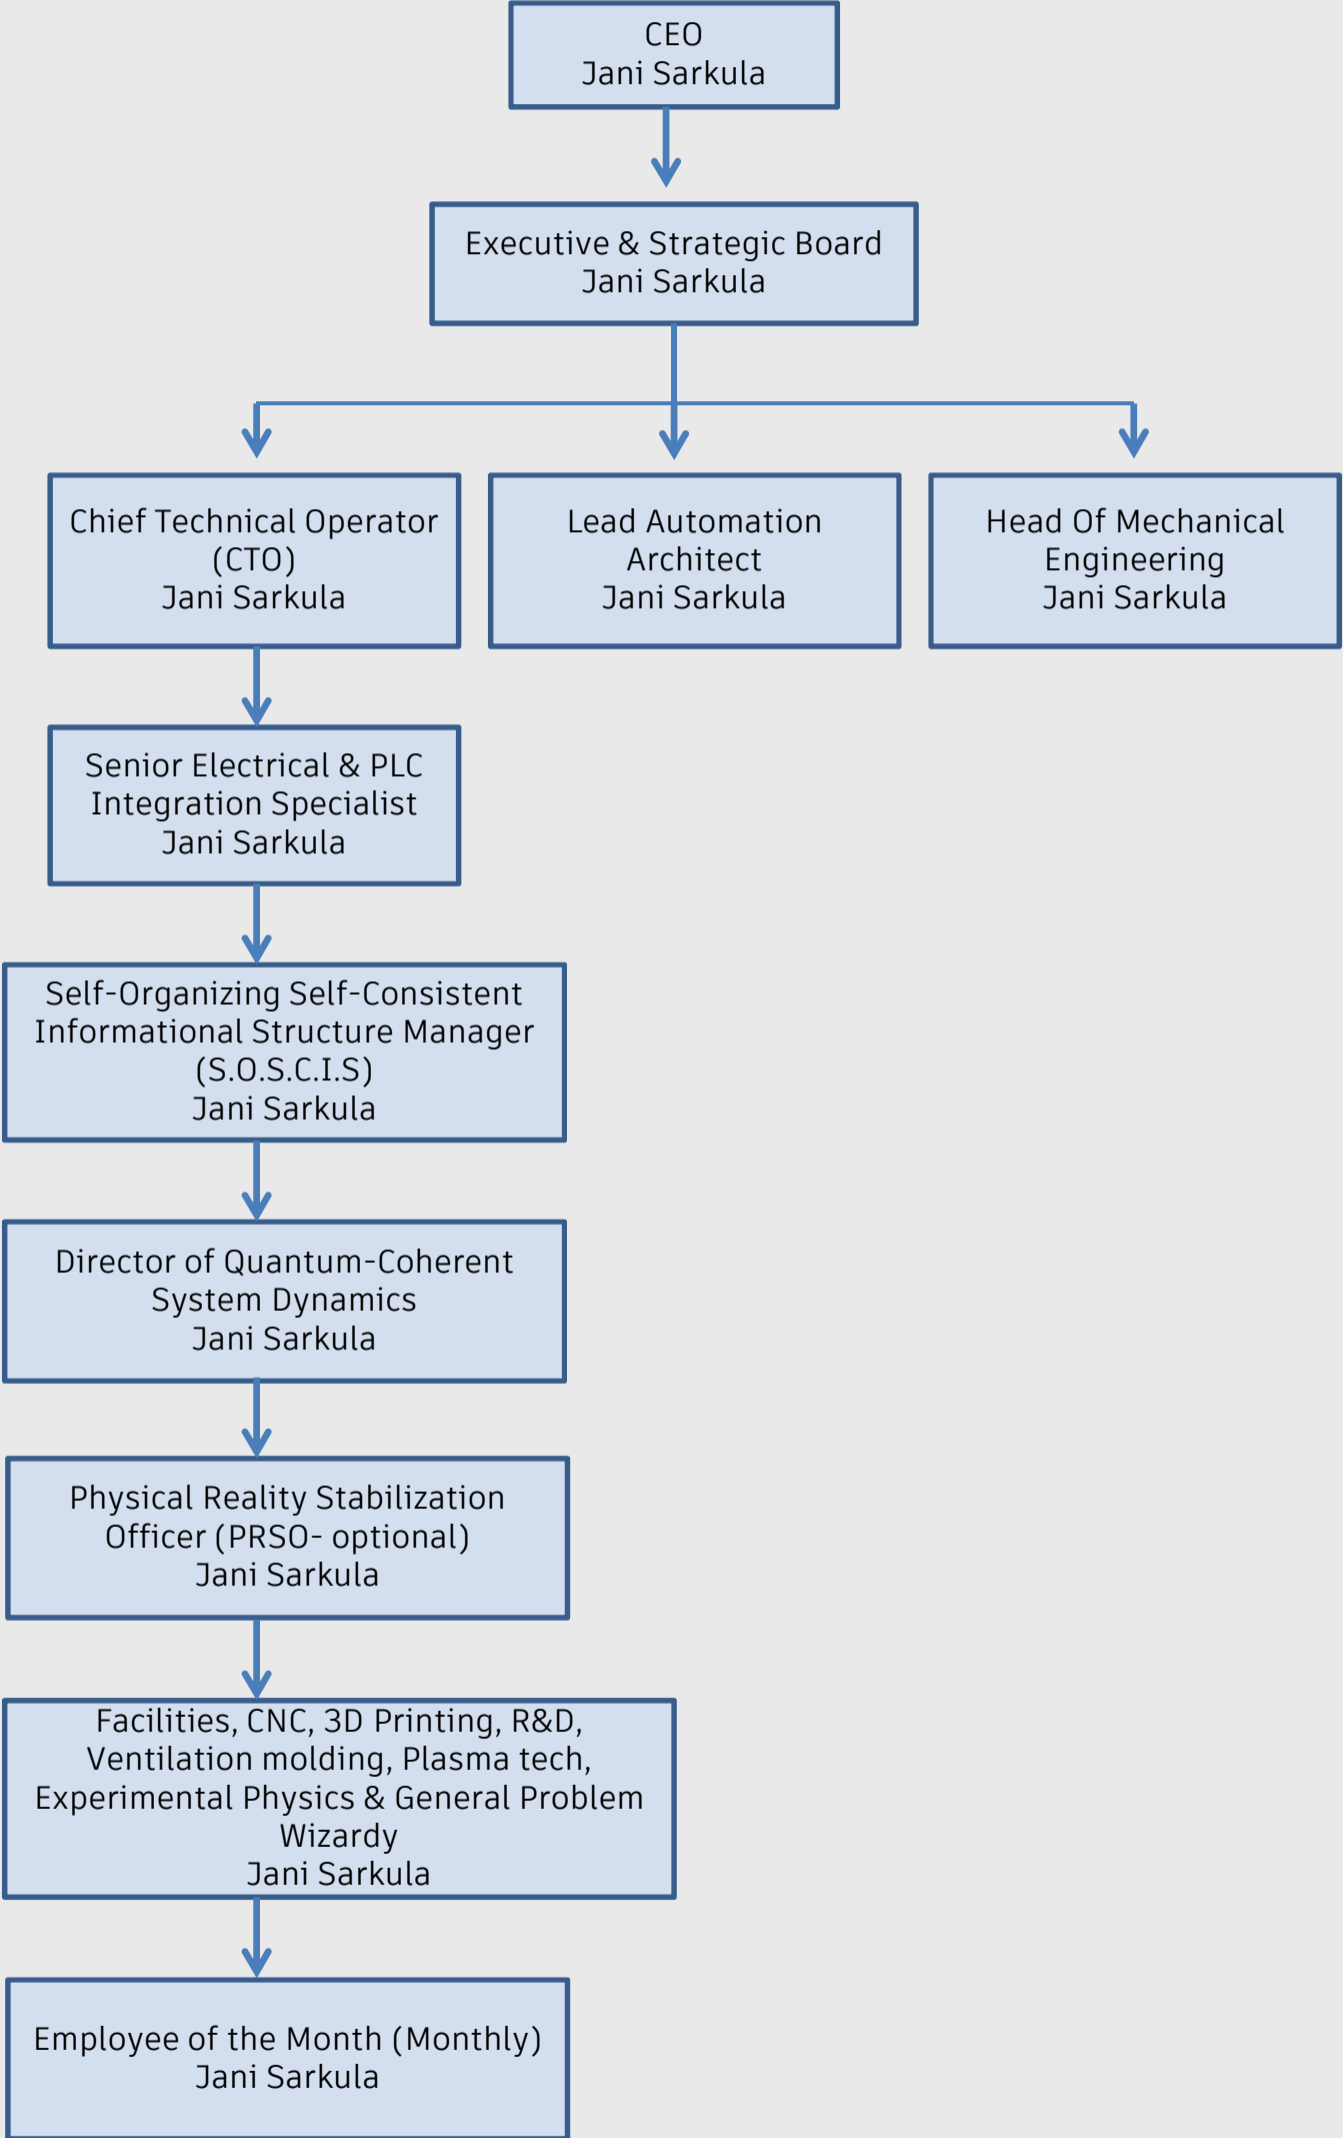 CEO
Jani Sarkula
Executive & Strategic Board
Jani Sarkula
Chief Technical Operator
(CTO)
Jani Sarkula
Lead Automation
Architect
Jani Sarkula
Head Of Mechanical
Engineering
Jani Sarkula
Senior Electrical & PLC
Integration Specialist
Jani Sarkula
Self-Organizing Self-Consistent
Informational Structure Manager
(S.O.S.C.I.S)
Jani Sarkula
Director of Quantum-Coherent
System Dynamics
Jani Sarkula
Physical Reality Stabilization
Officer (PRSO- optional)
Jani Sarkula
Facilities, CNC, 3D Printing, R&D,
Ventilation molding, Plasma tech,
Experimental Physics & General Problem
Wizardy
Jani Sarkula
Employee of the Month (Monthly)
Jani Sarkula